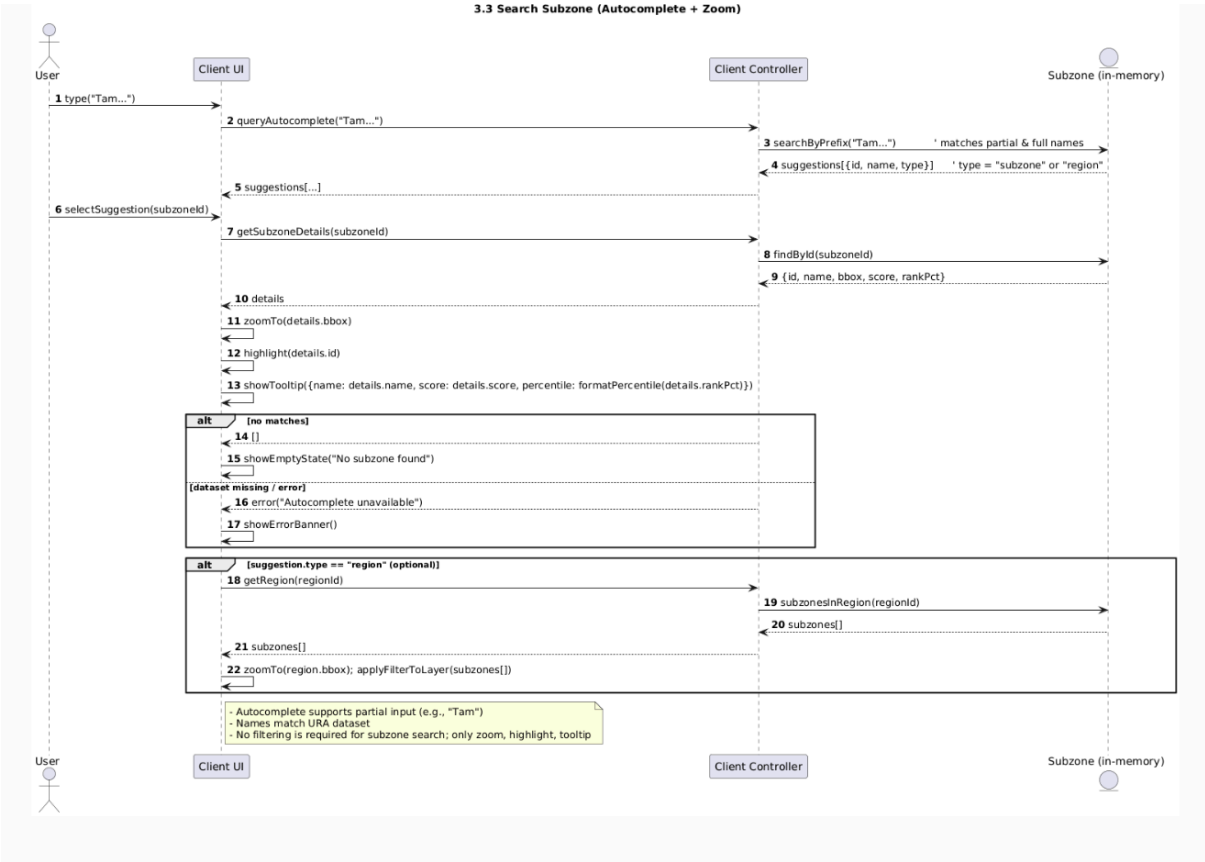 3.3 Search Subzone (Autocomplete + Zoom)
User
Client UI
Client Controller
Subzone (in-memory)
1 type("Tam...")
2 queryAutocomplete("Tam...")
3 searchByPrefix("Tam...") ' matches partial & full names
4 suggestions[{id, name, type}] ' type = "subzone" or "region"
5 suggestions[...]
6 selectSuggestion(subzoneId)
7 getSubzoneDetails(subzoneId)
8 findById(subzoneId)
9 {id, name, bbox, score, rankPct}
10 details
11 zoomTo(details.bbox)
12 highlight(details.id)
13 showTooltip({name: details.name, score: details.score, percentile: formatPercentile(details.rankPct)})
alt [no matches]
14 []
15 showEmptyState("No subzone found")
[dataset missing / error]
16 error("Autocomplete unavailable")
17 showErrorBanner()
alt [suggestion.type == "region" (optional)]
18 getRegion(regionId)
19 subzonesInRegion(regionId)
20 subzones[]
21 subzones[]
22 zoomTo(region.bbox); applyFilterToLayer(subzones[])
- Autocomplete supports partial input (e.g., "Tam")
- Names match URA dataset
- No filtering is required for subzone search; only zoom, highlight, tooltip
User
Client UI
Client Controller
Subzone (in-memory)